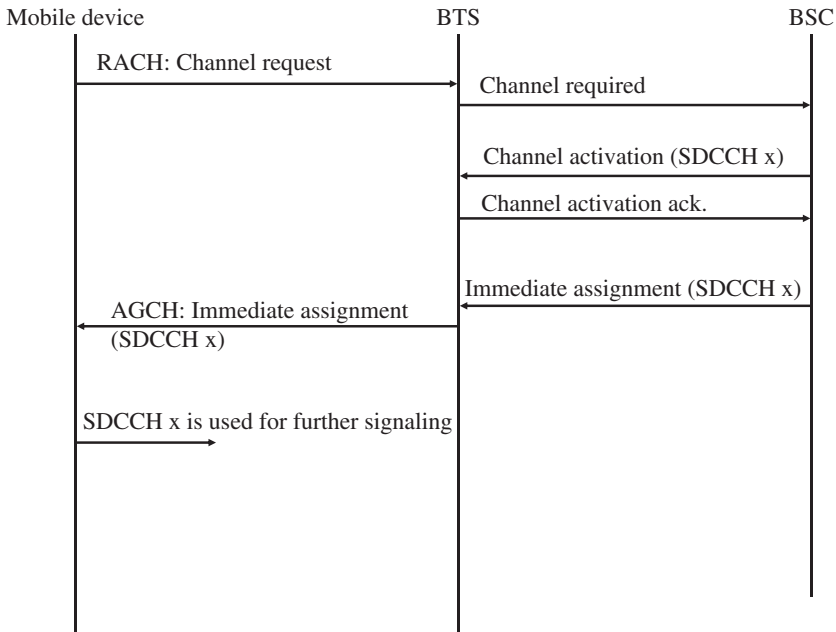 Mobile device
BTS
BSC
RACH: Channel request
Channel required
Channel activation (SDCCH x)
Channel activation ack.
Immediate assignment (SDCCH x)
AGCH: Immediate assignment
(SDCCH x)
SDCCH x is used for further signaling